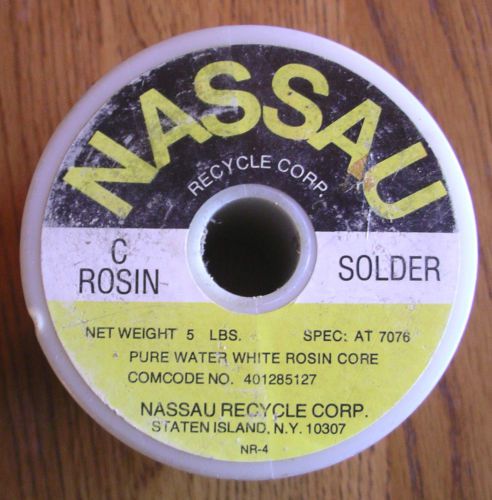 NASSAU
RECYCLE CORP.
C
ROSIN
SOLDER
NET WEIGHT 5 LBS. SPEC: AT 7076
PURE WATER WHITE ROSIN CORE
COMCODE NO. 401285127
NASSAU RECYCLE CORP.
STATEN ISLAND, N.Y. 10307
NR-4